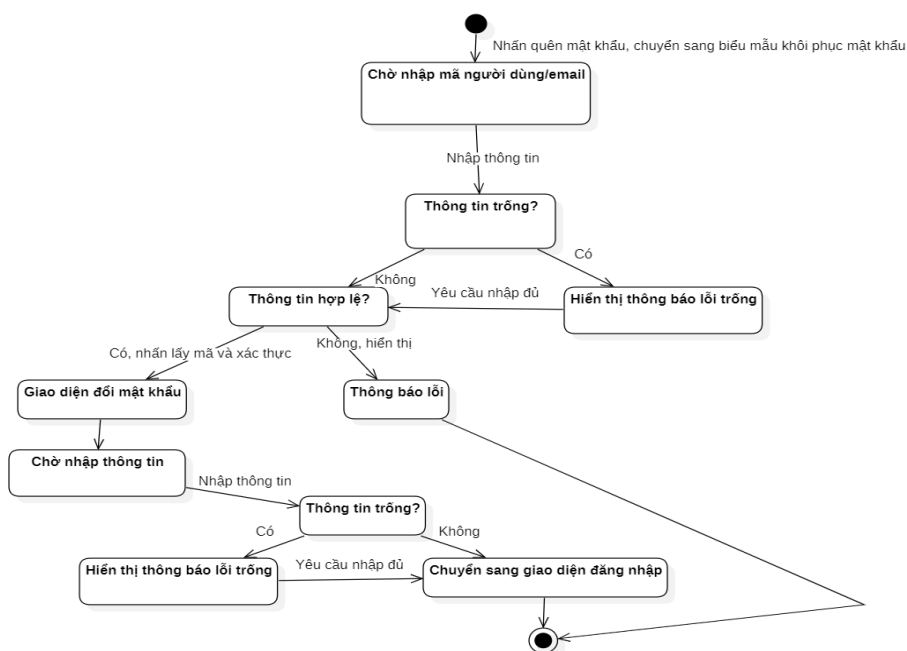 Nhấn quên mật khẩu, chuyển sang biểu mẫu khôi phục mật khẩu
Chờ nhập mã người dùng/email
Nhập thông tin
Thông tin trống?
Có
Không
Thông tin hợp lệ?
Yêu cầu nhập đủ
Hiển thị thông báo lỗi trống
Không, hiển thị
Có, nhấn lấy mã và xác thực
Giao diện đổi mật khẩu
Thông báo lỗi
Chờ nhập thông tin
Nhập thông tin
Thông tin trống?
Có
Không
Hiển thị thông báo lỗi trống
Yêu cầu nhập đủ
Chuyển sang giao diện đăng nhập